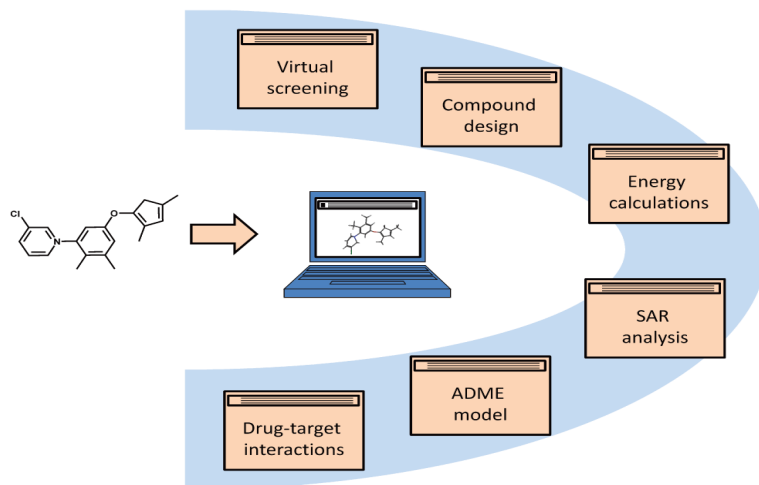 Virtual
screening
Compound
design
Energy
calculations
Cl
O
N
SAR
analysis
ADME
model
Drug-target
interactions